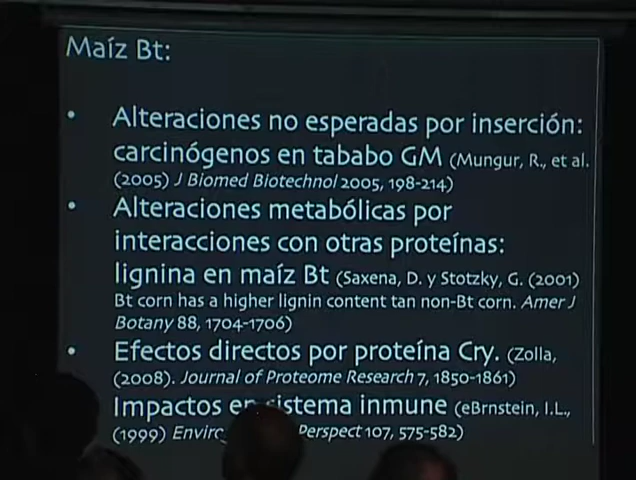 Maíz Bt:
• Alteraciones no esperadas por inserción:
carcinógenos en tababo GM (Mungur, R., et al.
(2005) J Biomed Biotechnol 2005, 198-214)
• Alteraciones metabólicas por
interacciones con otras proteínas:
lignina en maíz Bt (Saxena, D. y Stotzky, G. (2001)
Bt corn has a higher lignin content tan non-Bt corn. Amer J
Botany 88, 1704-1706)
• Efectos directos por proteína Cry. (Zolla,
(2008). Journal of Proteome Research 7, 1850-1861)
Impactos en sistema inmune (eBrnstein, I.L.,
(1999) Perspect 107, 575-582)